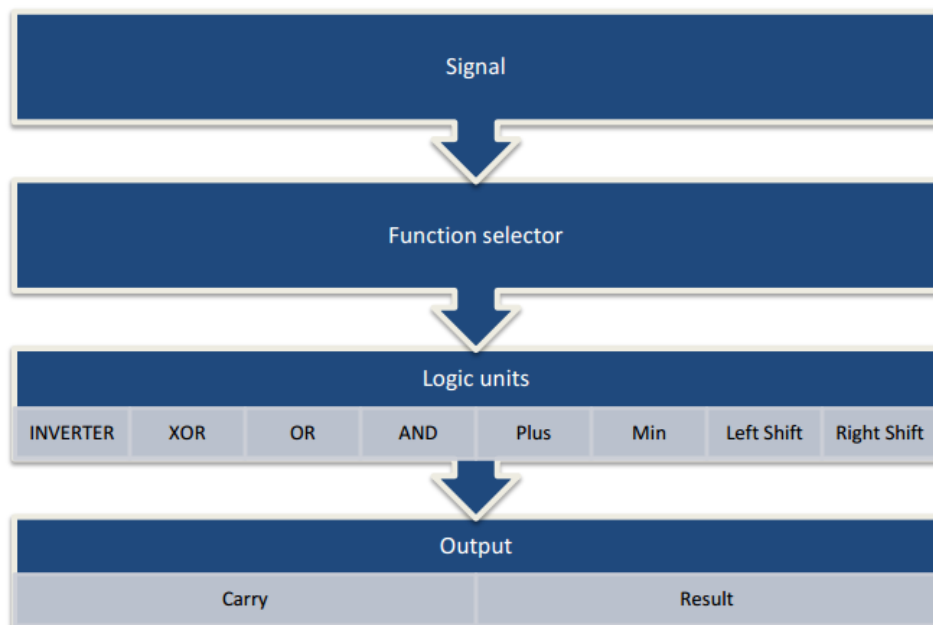 Signal
Function selector
Logic units
INVERTER XOR OR AND Plus Min Left Shift Right Shift
Output
Carry Result